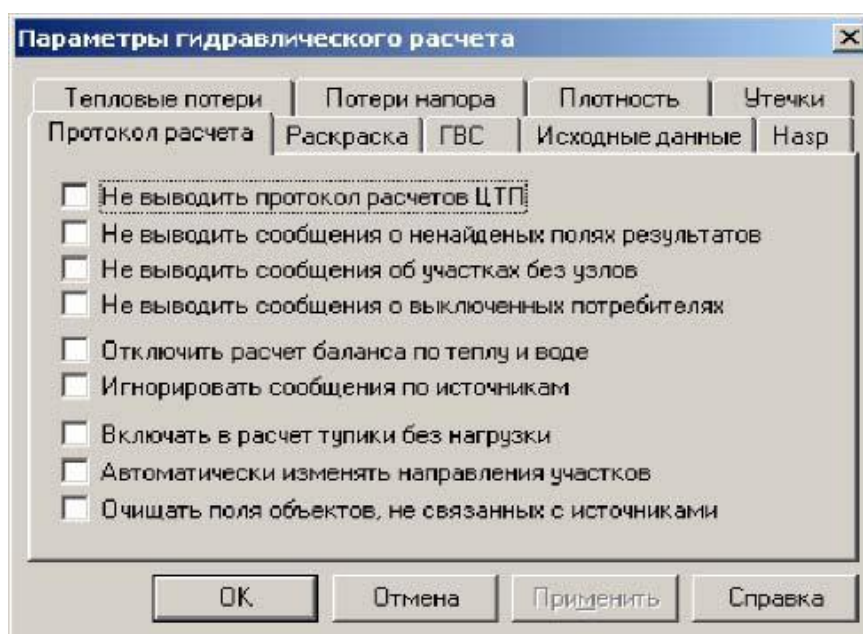 Параметры гидравлического расчета
Тепловые потери Потери напора Плотность Утечки
Протокол расчета Раскраска ГВС Исходные данные Hasp
Не выводить протокол расчетов ЦТП
Не выводить сообщения о ненайденых полях результатов
Не выводить сообщения об участках без узлов
Не выводить сообщения о выключенных потребителях
Отключить расчет баланса по теплу и воде
Игнорировать сообщения по источникам
Включать в расчет тупики без нагрузки
Автоматически изменять направления участков
Очищать поля объектов, не связанных с источниками
OK Отмена Применить Справка